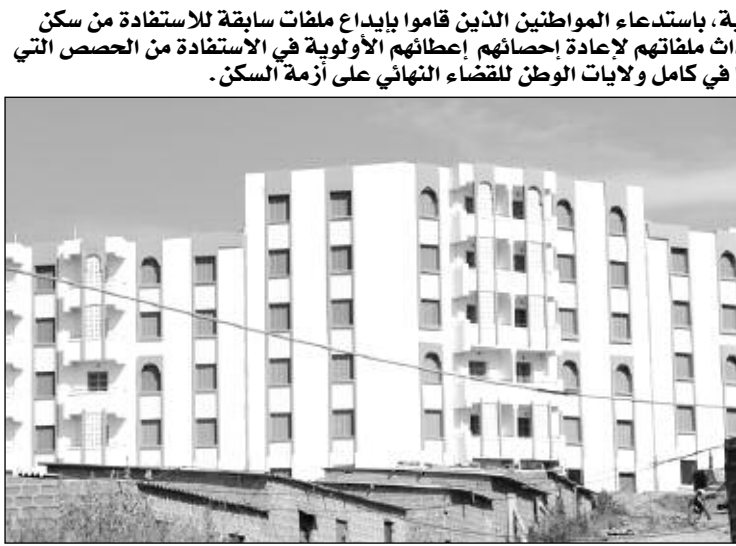 ية، باستدعاء المواطنين الذين قاموا بإيداع ملفات سابقة للاستفادة من سكن
اث ملفاتهم لإعادة إحصائهم إعطائهم الأولوية في الاستفادة من الحصص التي
ا في كامل ولايات الوطن للقضاء النهائي على أزمة السكن.